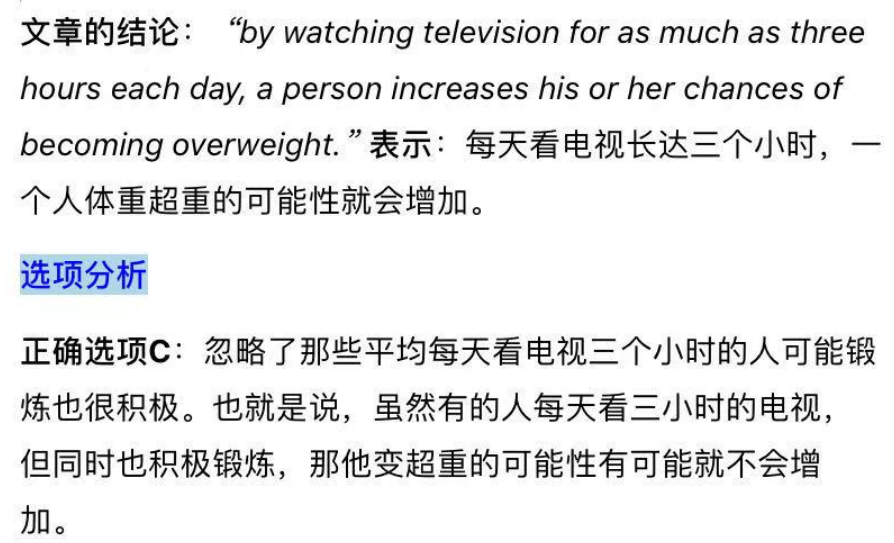 文章的结论： “by watching television for as much as three
hours each day, a person increases his or her chances of
becoming overweight.” 表示：每天看电视长达三个小时，一
个人体重超重的可能性就会增加。
选项分析
正确选项C：忽略了那些平均每天看电视三个小时的人可能锻
炼也很积极。也就是说，虽然有的人每天看三小时的电视，
但同时也积极锻炼，那他变超重的可能性有可能就不会增
加。